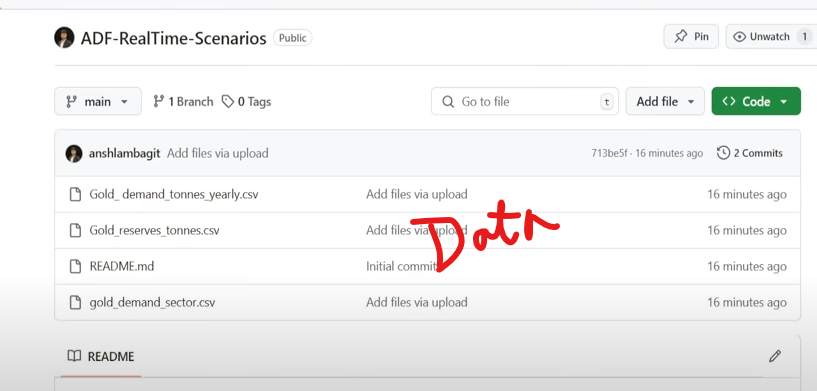 ADF-RealTime-Scenarios Public Pin Unwatch 1
main 1 Branch 0 Tags Go to file t Add file Code
anshlambagit Add files via upload 713be5f · 16 minutes ago 2 Commits
Gold_ demand_tonnes_yearly.csv Add files via upload 16 minutes ago
Gold_reserves_tonnes.csv Add files via upload 16 minutes ago
Data
README.md Initial commit 16 minutes ago
gold_demand_sector.csv Add files via upload 16 minutes ago
README